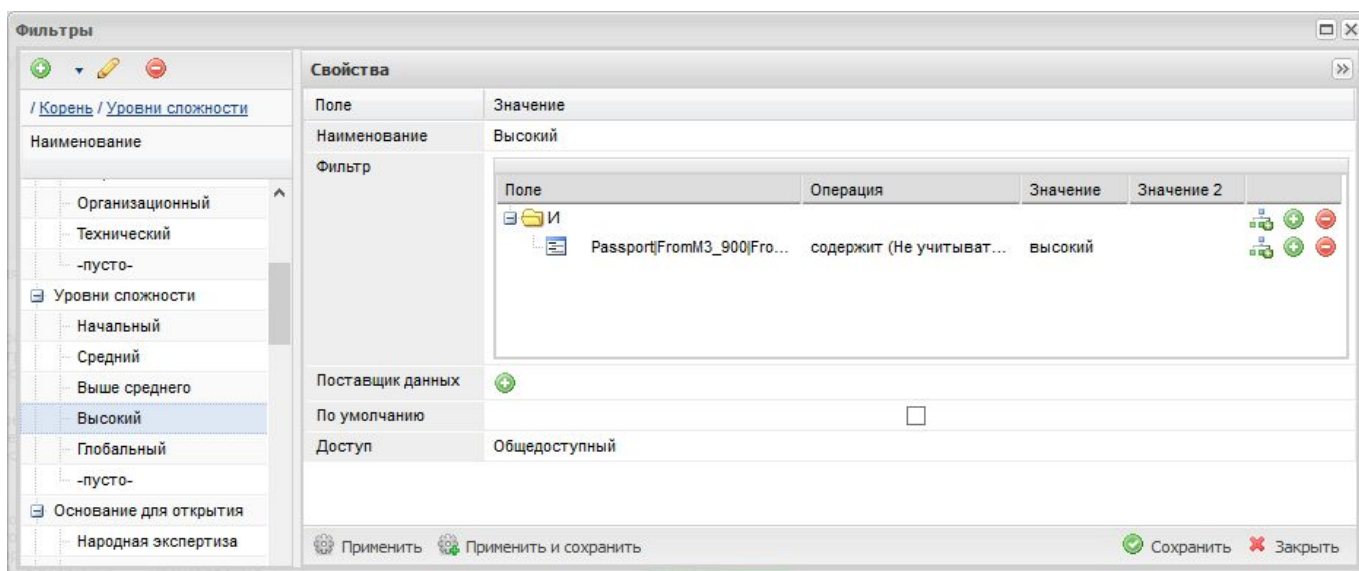 Фильтры
/ Корень / Уровни сложности
Наименование
Организационный
Технический
-пусто-
Уровни сложности
Начальный
Средний
Выше среднего
Высокий
Глобальный
-пусто-
Основание для открытия
Народная экспертиза
Свойства
Поле Значение
Наименование Высокий
Фильтр
Поле Операция Значение Значение 2
И
Passport|FromM3_900|Fro... содержит (Не учитыват... высокий
Поставщик данных
По умолчанию
Доступ Общедоступный
Применить Применить и сохранить Сохранить Закрыть